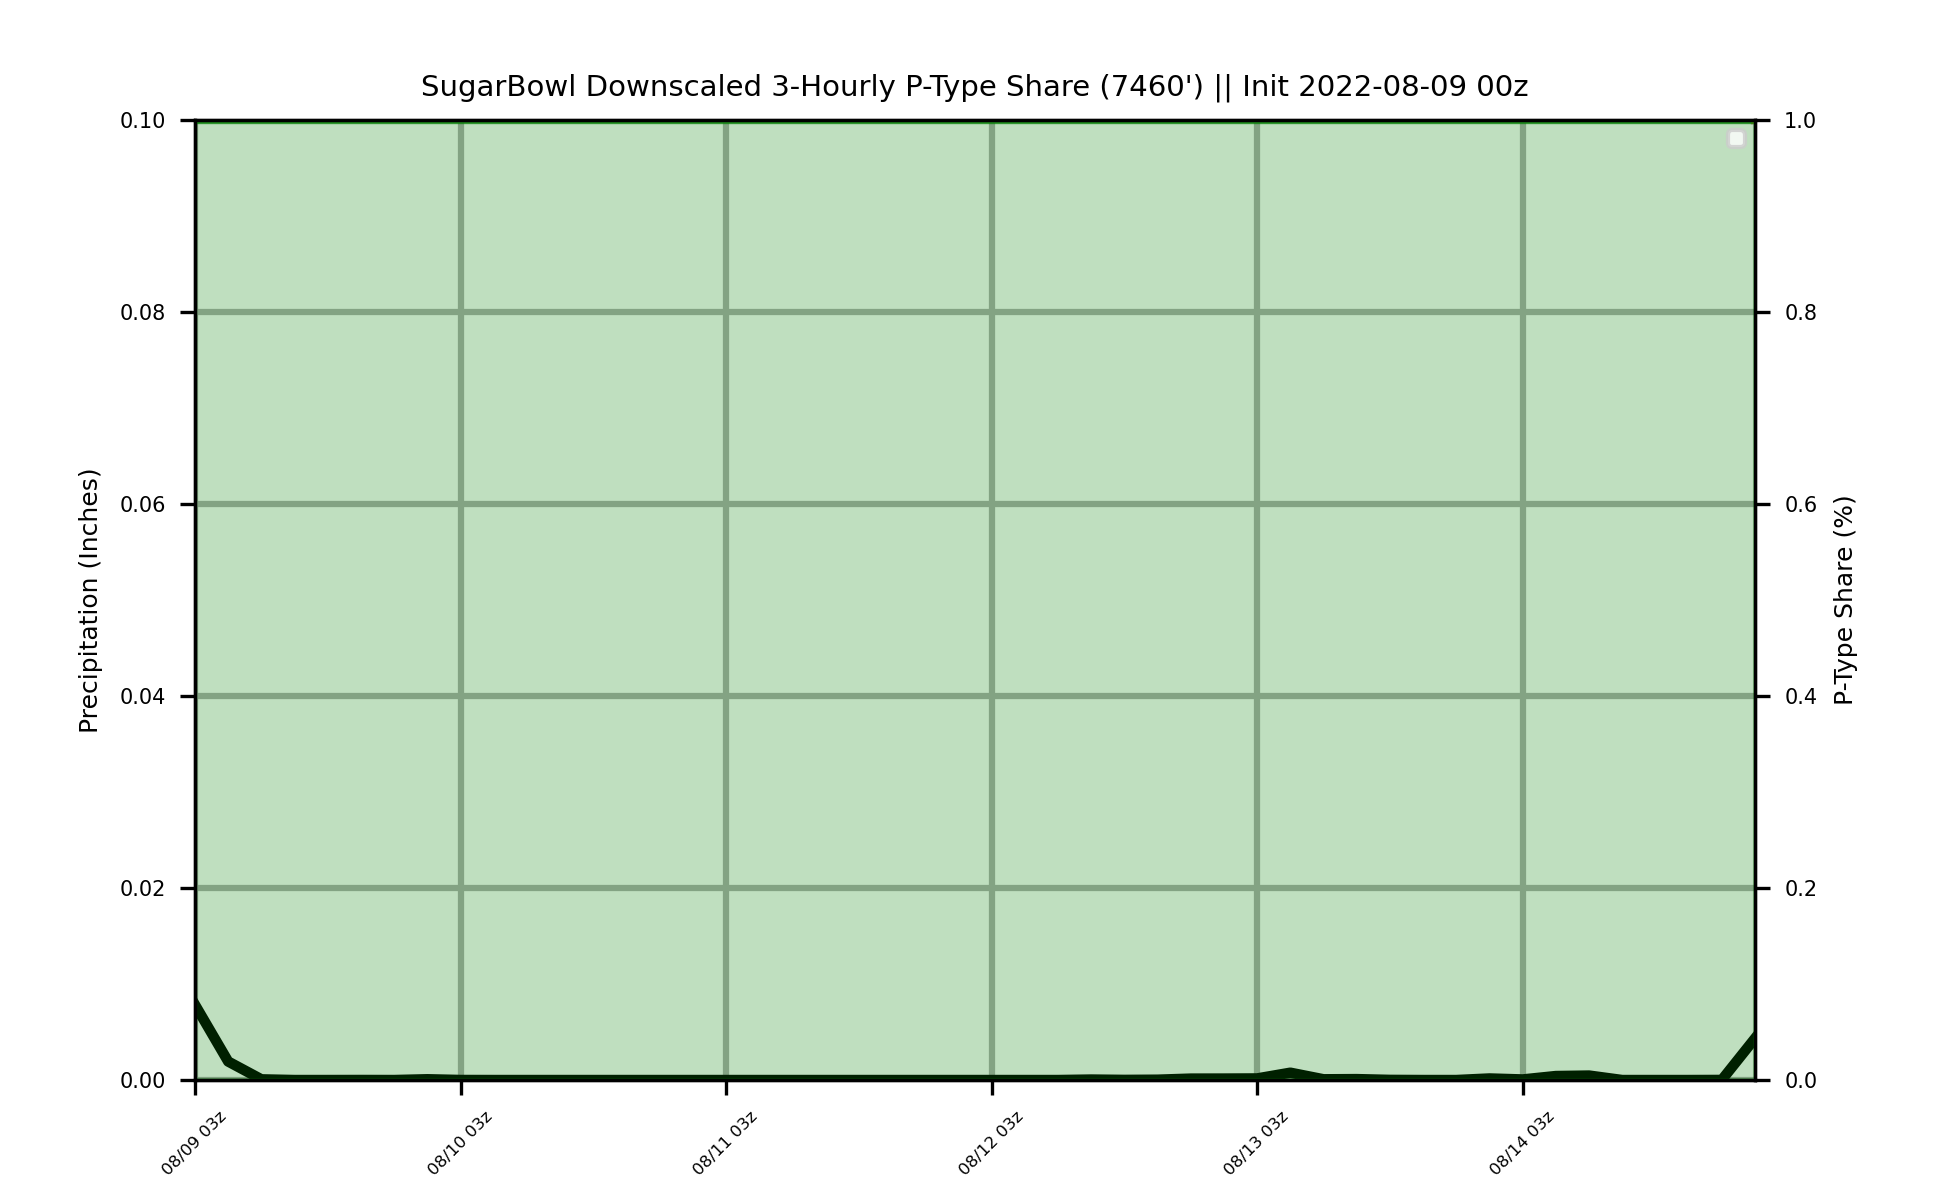 SugarBowl Downscaled 3-Hourly P-Type Share (7460') || Init 2022-08-09 00z
Precipitation (Inches)
0.10
0.08
0.06
0.04
0.02
0.00
1.0
0.8
0.6
0.4
0.2
0.0
P-Type Share (%)
08/09 03z
08/10 03z
08/11 03z
08/12 03z
08/13 03z
08/14 03z